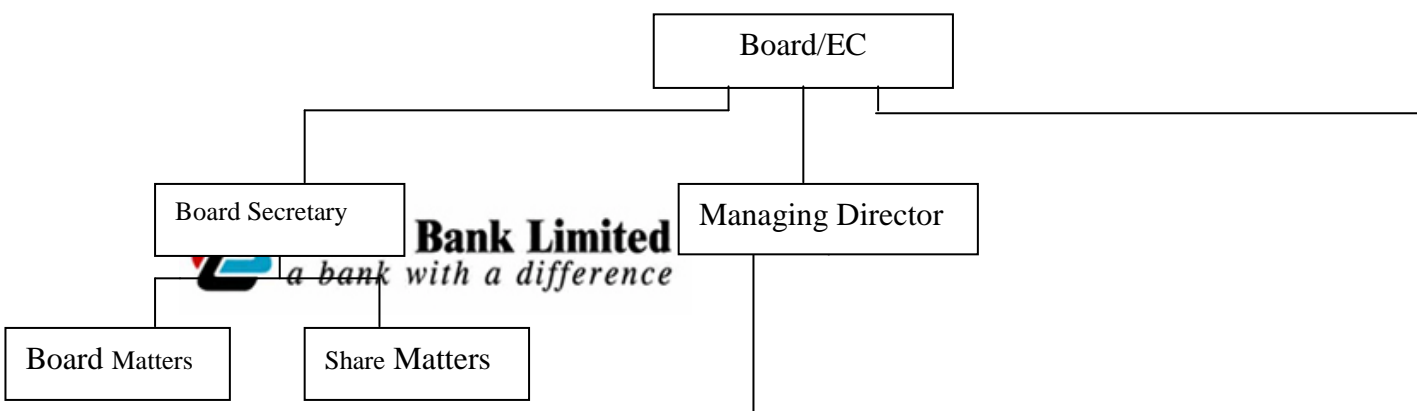 Board/EC
Board Secretary
Managing Director
Bank Limited
a bank with a difference
Board Matters
Share Matters